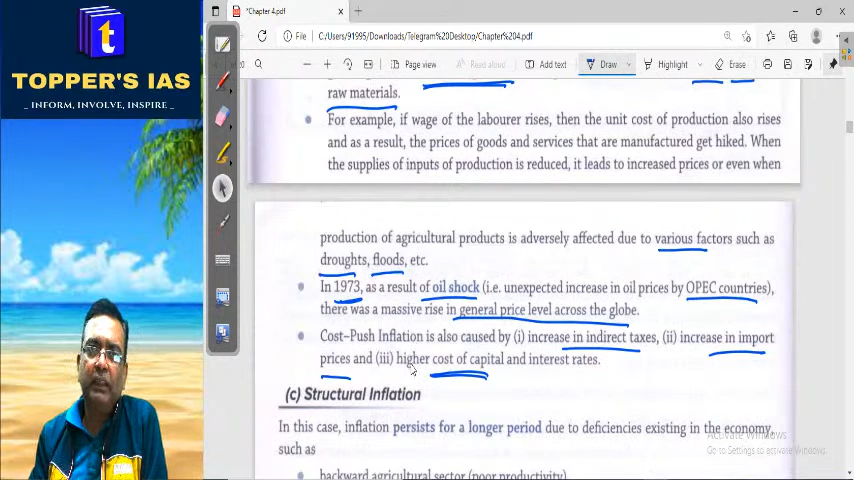 *Chapter 4.pdf
File
C:/Users/91995/Downloads/Telegram%20Desktop/Chapter%204.pdf
TOPPER'S IAS
_ INFORM, INVOLVE, INSPIRE _
Page view
Read aloud
Add text
Draw
Highlight
Erase
raw materials.
For example, if wage of the labourer rises, then the unit cost of production also rises
and as a result, the prices of goods and services that are manufactured get hiked. When
the supplies of inputs of production is reduced, it leads to increased prices or even when
production of agricultural products is adversely affected due to various factors such as
droughts, floods, etc.
In 1973, as a result of oil shock (i.e. unexpected increase in oil prices by OPEC countries),
there was a massive rise in general price level across the globe.
Cost–Push Inflation is also caused by (i) increase in indirect taxes, (ii) increase in import
prices and (iii) higher cost of capital and interest rates.
(c) Structural Inflation
In this case, inflation persists for a longer period due to deficiencies existing in the economy,
such as
Activate Windows
Go to Settings to activate Windows.
backward agricultural sector (poor productivity)